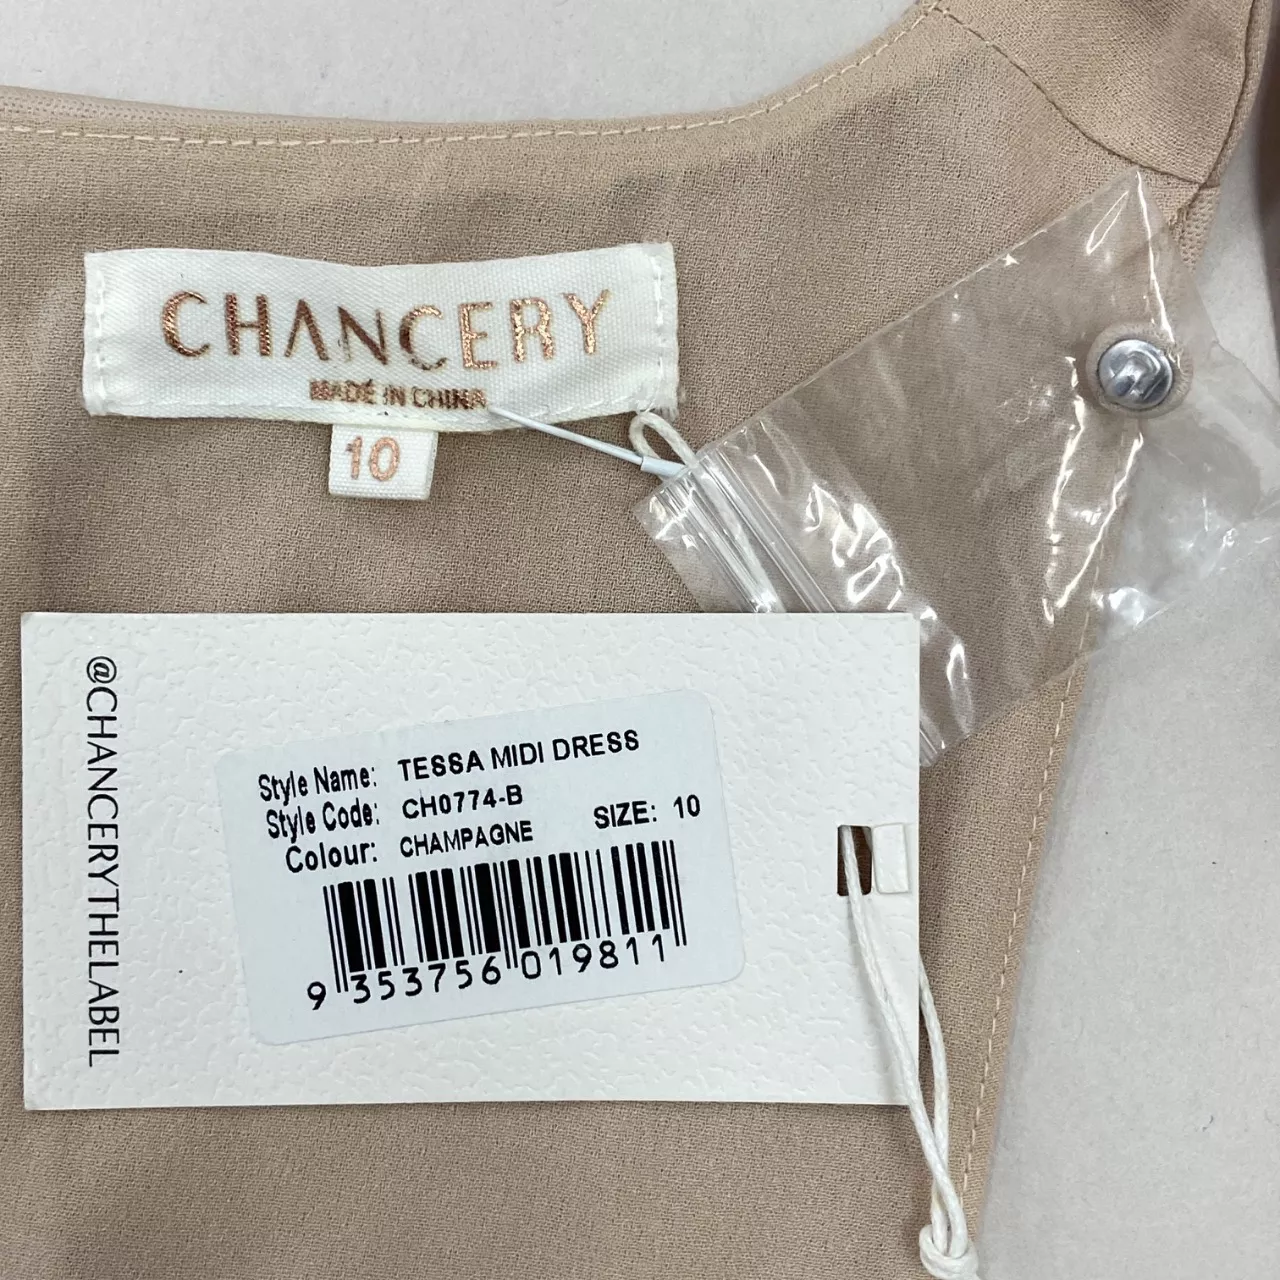 CHANCERY
MADE IN CHINA
10
@CHANCERYTHELABEL
Style Name: TESSA MIDI DRESS
Style Code: CH0774-B
Colour: CHAMPAGNE SIZE: 10
9 353756 019811